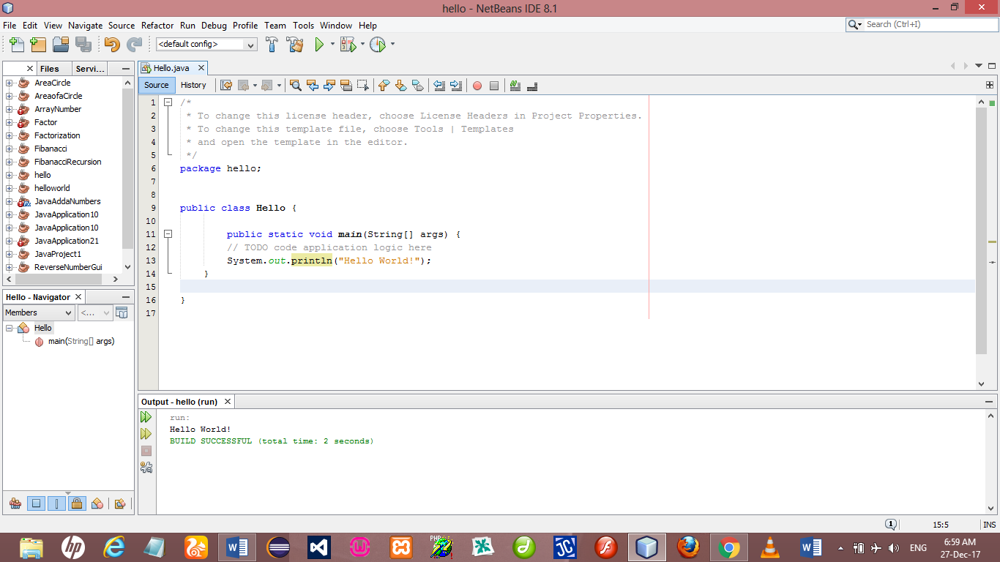 hello - NetBeans IDE 8.1
File Edit View Navigate Source Refactor Run Debug Profile Team Tools Window Help
Search (Ctrl+I)
<default config>
Files Servi...
AreaCircle
AreaofaCircle
ArrayNumber
Factor
Factorization
Fibanacci
FibanacciRecursion
hello
helloworld
JavaAddaNumbers
JavaApplication10
JavaApplication10
JavaApplication21
JavaProject1
ReverseNumberGui
Hello - Navigator
Members <...
Hello
main(String[] args)
Hello.java
Source History
1 /*
2 * To change this license header, choose License Headers in Project Properties.
3 * To change this template file, choose Tools | Templates
4 * and open the template in the editor.
5 */
6 package hello;
7
8
9 public class Hello {
10
11 public static void main(String[] args) {
12 // TODO code application logic here
13 System.out.println("Hello World!");
14 }
15
16 }
17
Output - hello (run)
run:
Hello World!
BUILD SUCCESSFUL (total time: 2 seconds)
1 15:5 INS
ENG
6:59 AM
27-Dec-17